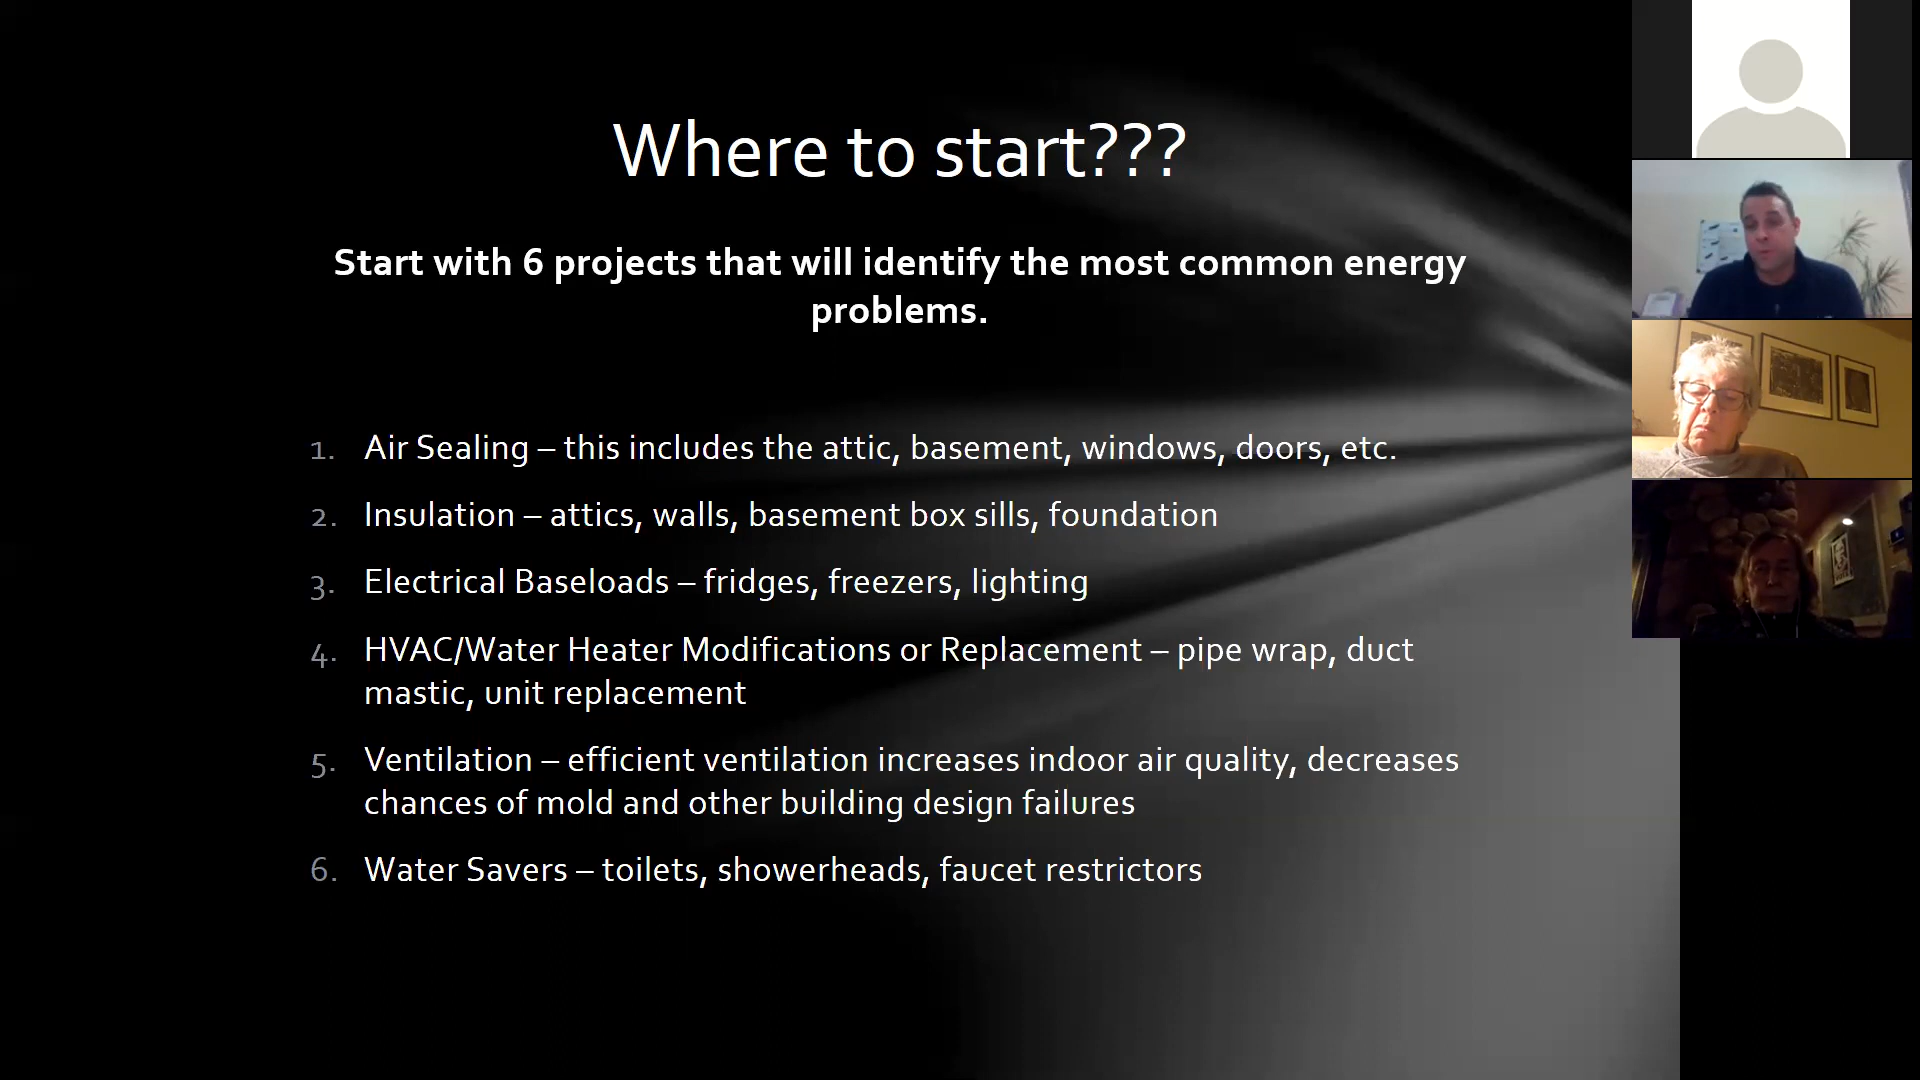 Where to start???
Start with 6 projects that will identify the most common energy
problems.
1. Air Sealing – this includes the attic, basement, windows, doors, etc.
2. Insulation – attics, walls, basement box sills, foundation
3. Electrical Baseloads – fridges, freezers, lighting
4. HVAC/Water Heater Modifications or Replacement – pipe wrap, duct
mastic, unit replacement
5. Ventilation – efficient ventilation increases indoor air quality, decreases
chances of mold and other building design failures
6. Water Savers – toilets, showerheads, faucet restrictors